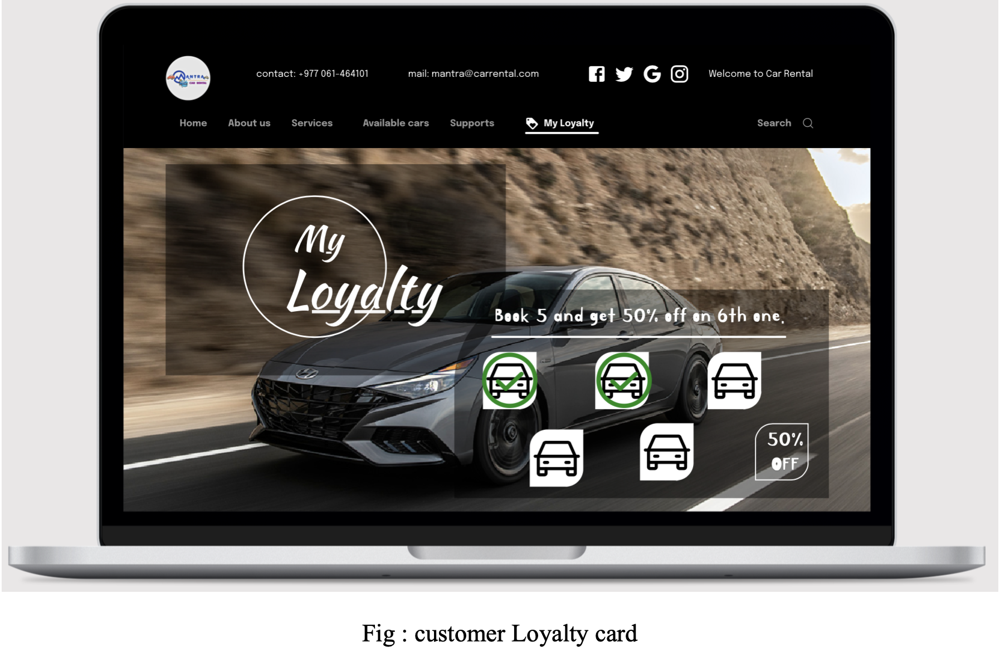 MANTRA
CAR RENTAL
contact: +977 061-464101
mail: mantra@carrental.com
Welcome to Car Rental
Home
About us
Services
Available cars
Supports
My Loyalty
Search
My
Loyalty
Book 5 and get 50% off on 6th one.
50%
OFF
Fig : customer Loyalty card